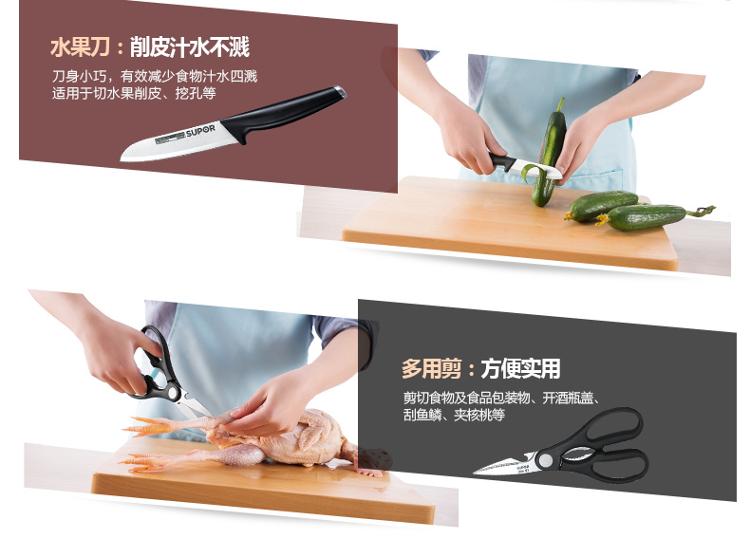 水果刀：削皮汁水不溅
刀身小巧，有效减少食物汁水四溅
适用于切水果削皮、挖孔等
SUPOR
多用剪：方便实用
剪切食物及食品包装物、开酒瓶盖、
刮鱼鳞、夹核桃等
SUPOR